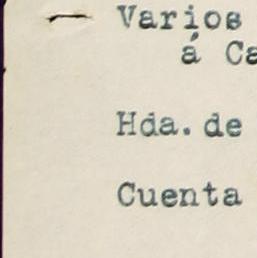 Varios
á Ca
Hda. de
Cuenta